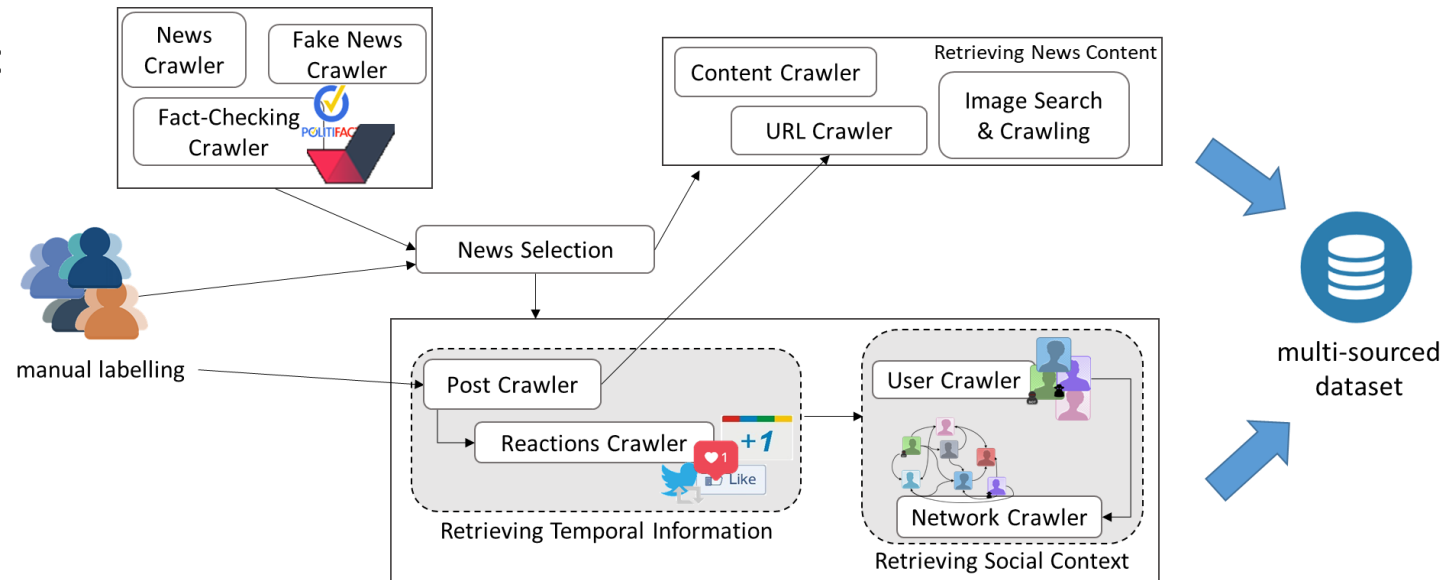 :
News
Crawler
Fake News
Crawler
Fact-Checking
Crawler
POLITIFAC
Retrieving News Content
Content Crawler
URL Crawler
Image Search
& Crawling
News Selection
manual labelling
Post Crawler
Reactions Crawler
+1
1
Like
Retrieving Temporal Information
User Crawler
Network Crawler
Retrieving Social Context
multi-sourced
dataset